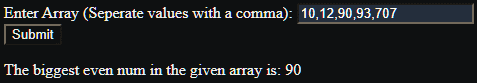 Enter Array (Seperate values with a comma): 10,12,90,93,707
Submit
The biggest even num in the given array is: 90